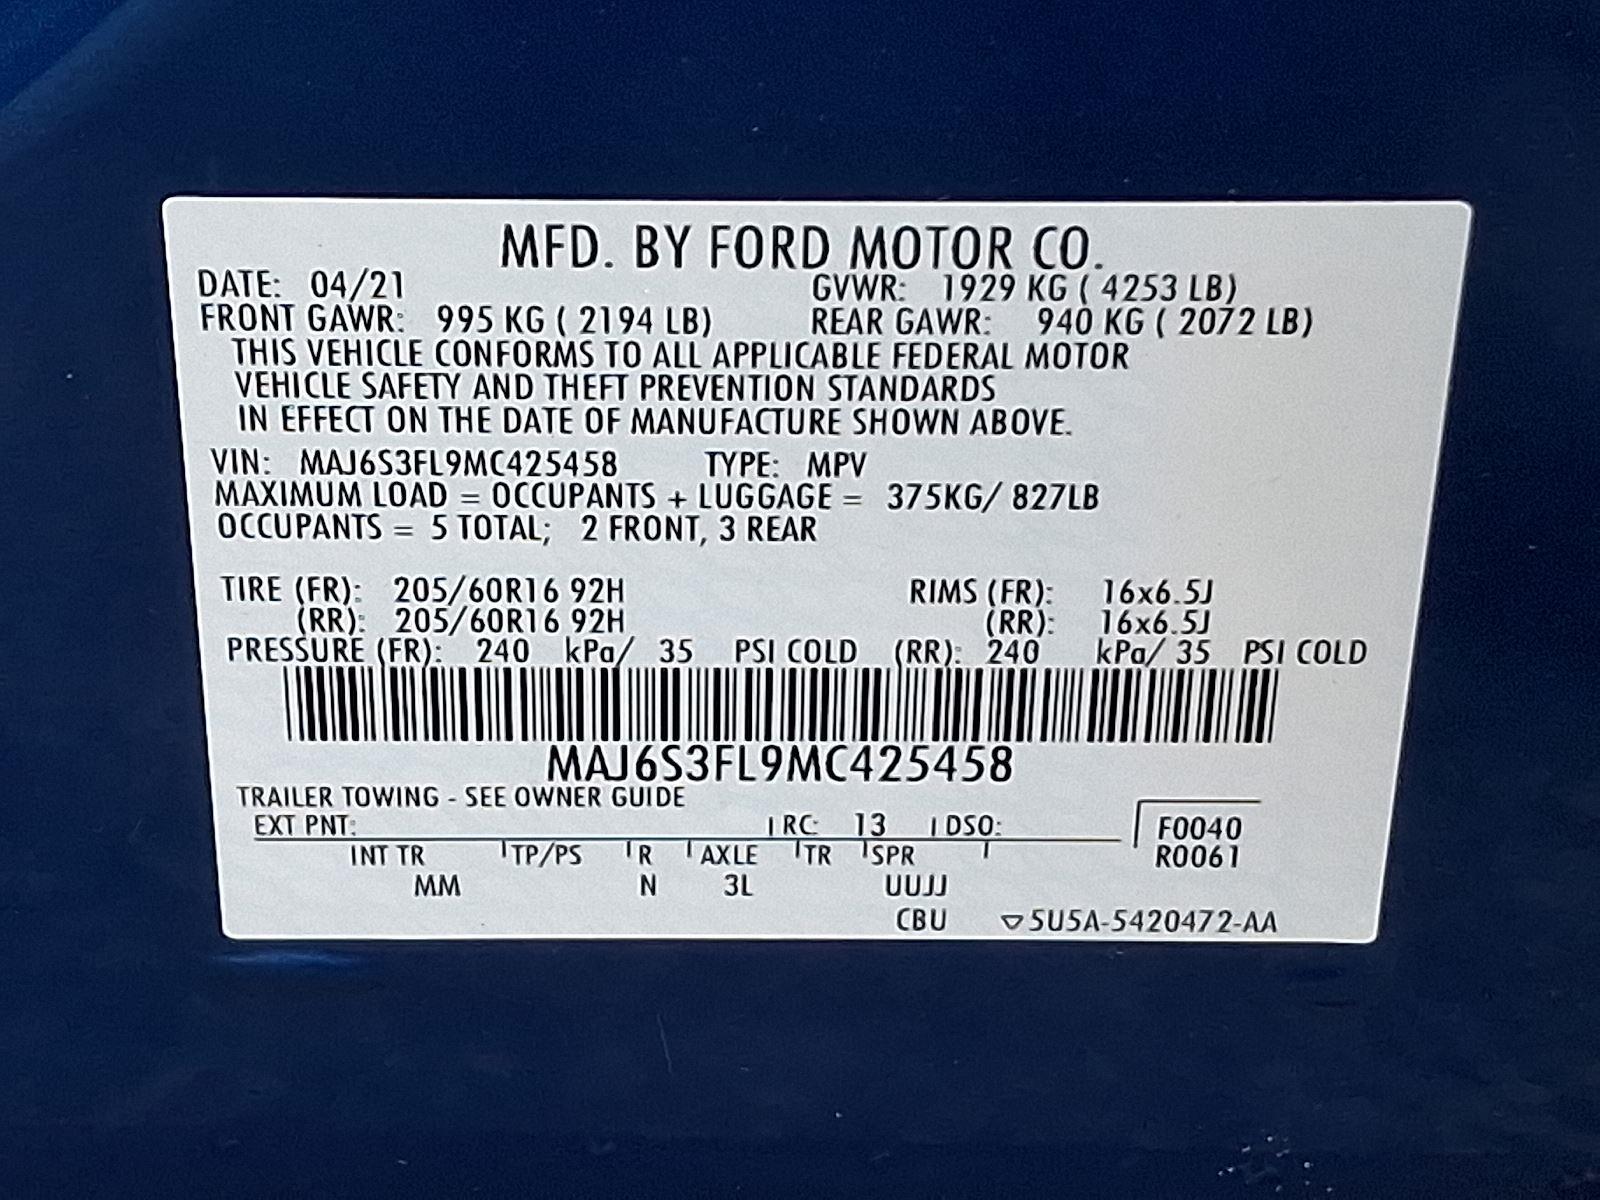 MFD. BY FORD MOTOR CO.
DATE: 04/21 GVWR: 1929 KG ( 4253 LB)
FRONT GAWR: 995 KG ( 2194 LB) REAR GAWR: 940 KG ( 2072 LB)
THIS VEHICLE CONFORMS TO ALL APPLICABLE FEDERAL MOTOR
VEHICLE SAFETY AND THEFT PREVENTION STANDARDS
IN EFFECT ON THE DATE OF MANUFACTURE SHOWN ABOVE.
VIN: MAJ6S3FL9MC425458 TYPE: MPV
MAXIMUM LOAD = OCCUPANTS + LUGGAGE = 375KG/ 827LB
OCCUPANTS = 5 TOTAL; 2 FRONT, 3 REAR
TIRE (FR): 205/60R16 92H RIMS (FR): 16x6.5J
(RR): 205/60R16 92H (RR): 16x6.5J
PRESSURE (FR): 240 kPa/ 35 PSI COLD (RR): 240 kPa/ 35 PSI COLD
MAJ6S3FL9MC425458
TRAILER TOWING - SEE OWNER GUIDE
EXT PNT: RC: 13 DSO: F0040
INT TR TP/PS R AXLE TR SPR R0061
MM N 3L UUJJ
CBU 5U5A-5420472-AA